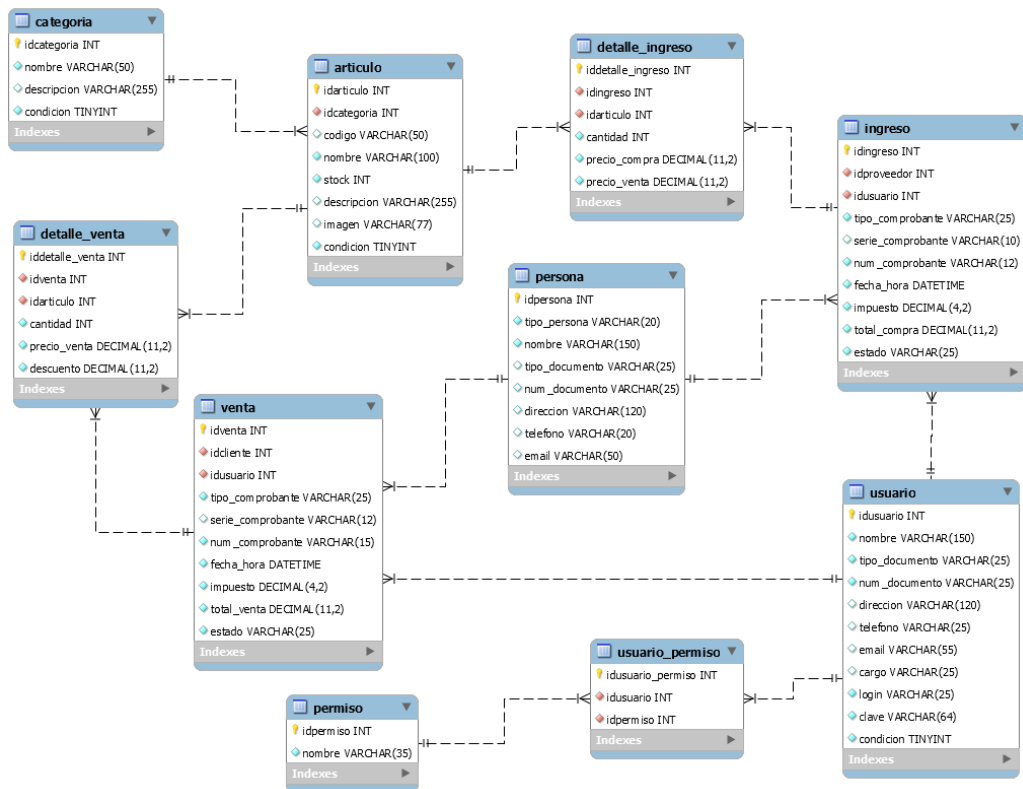 categoria
idcategoria INT
nombre VARCHAR(50)
descripcion VARCHAR(255)
condicion TINYINT
Indexes
articulo
idarticulo INT
idcategoria INT
codigo VARCHAR(50)
nombre VARCHAR(100)
stock INT
descripcion VARCHAR(255)
imagen VARCHAR(77)
condicion TINYINT
Indexes
detalle_ingreso
iddetalle_ingreso INT
idingreso INT
idarticulo INT
cantidad INT
precio_compra DECIMAL(11,2)
precio_venta DECIMAL(11,2)
Indexes
ingreso
idingreso INT
idproveedor INT
idusuario INT
tipo_comprobante VARCHAR(25)
serie_comprobante VARCHAR(10)
num_comprobante VARCHAR(12)
fecha_hora DATETIME
impuesto DECIMAL(4,2)
total_compra DECIMAL(11,2)
estado VARCHAR(25)
Indexes
detalle_venta
iddetalle_venta INT
idventa INT
idarticulo INT
cantidad INT
precio_venta DECIMAL(11,2)
descuento DECIMAL(11,2)
Indexes
persona
idpersona INT
tipo_persona VARCHAR(20)
nombre VARCHAR(150)
tipo_documento VARCHAR(25)
num_documento VARCHAR(25)
direccion VARCHAR(120)
telefono VARCHAR(20)
email VARCHAR(50)
Indexes
venta
idventa INT
idcliente INT
idusuario INT
tipo_comprobante VARCHAR(25)
serie_comprobante VARCHAR(12)
num_comprobante VARCHAR(15)
fecha_hora DATETIME
impuesto DECIMAL(4,2)
total_venta DECIMAL(11,2)
estado VARCHAR(25)
Indexes
usuario
idusuario INT
nombre VARCHAR(150)
tipo_documento VARCHAR(25)
num_documento VARCHAR(25)
direccion VARCHAR(120)
telefono VARCHAR(25)
email VARCHAR(55)
cargo VARCHAR(25)
login VARCHAR(25)
clave VARCHAR(64)
condicion TINYINT
Indexes
usuario_permiso
idusuario_permiso INT
idusuario INT
idpermiso INT
Indexes
permiso
idpermiso INT
nombre VARCHAR(35)
Indexes